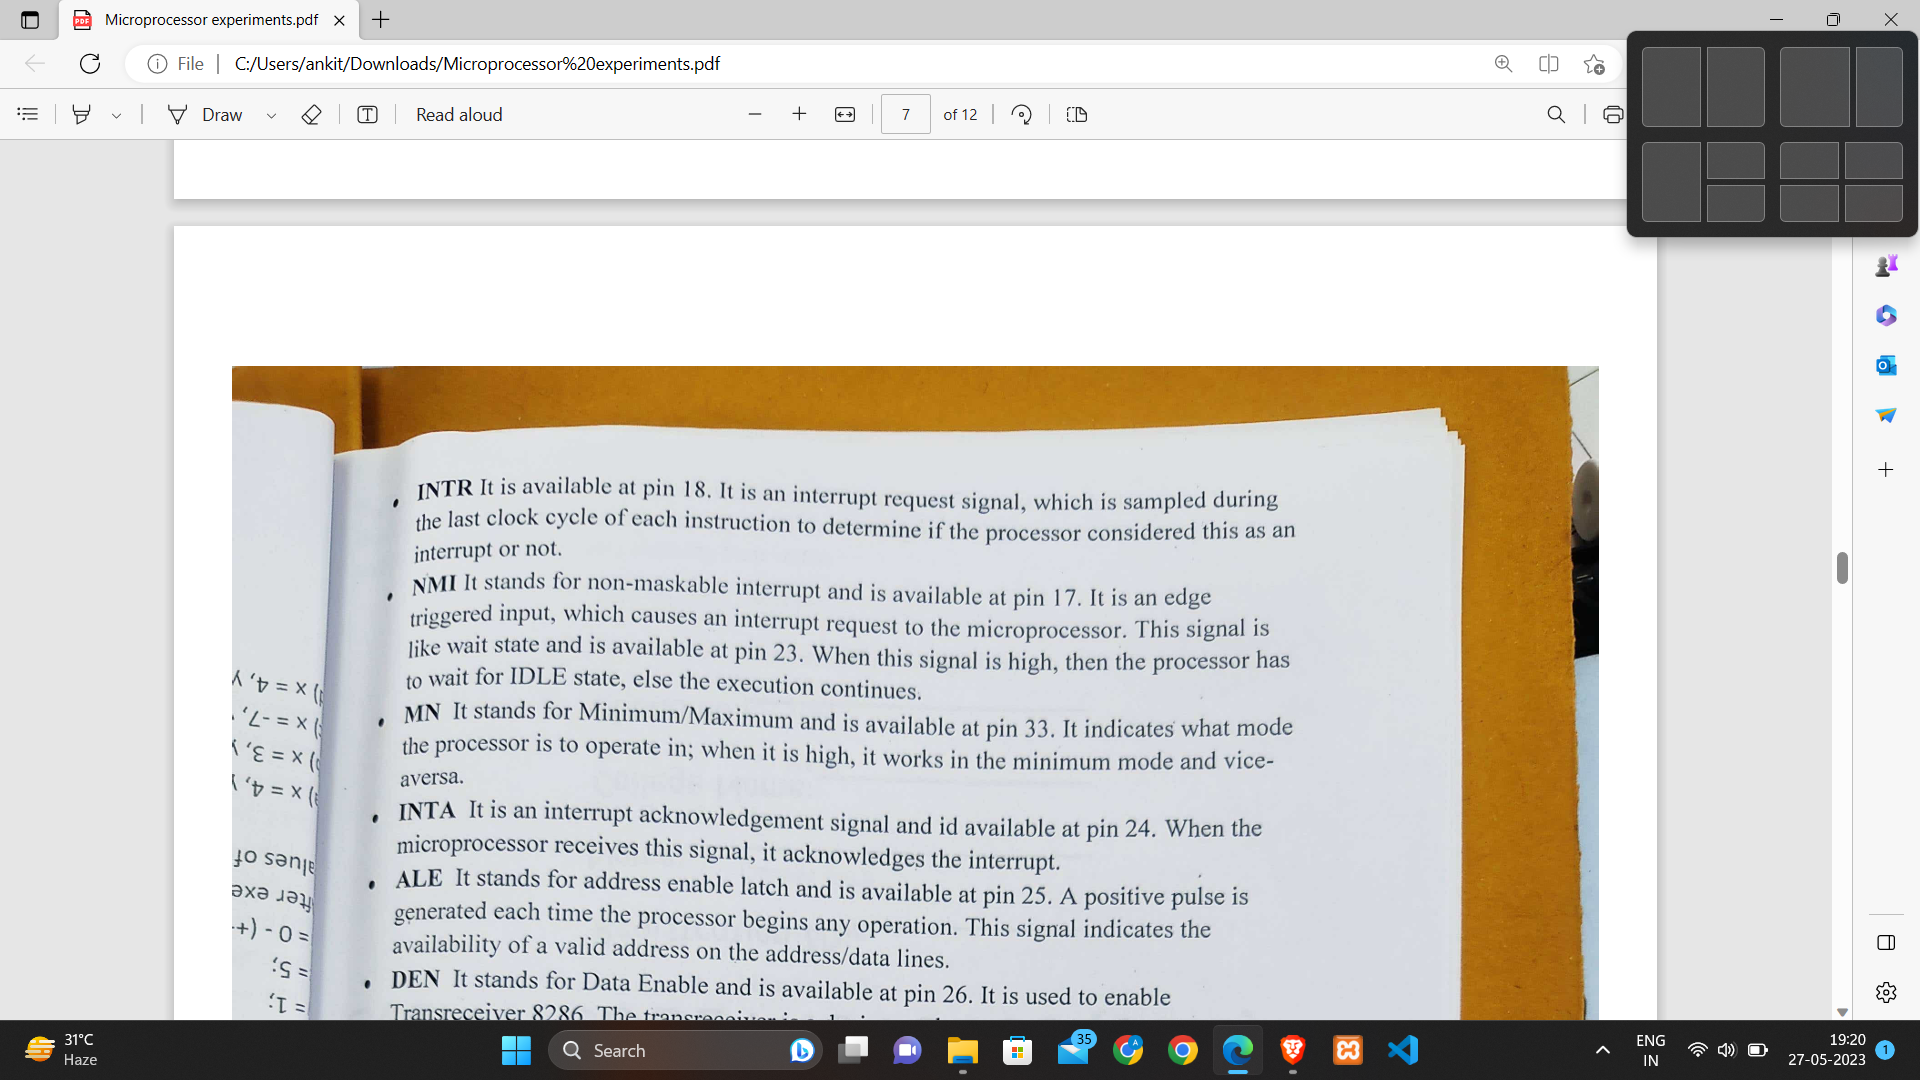 Microprocessor experiments.pdf
File
C:/Users/ankit/Downloads/Microprocessor%20experiments.pdf
Draw
Read aloud
7
of 12
INTR It is available at pin 18. It is an interrupt request signal, which is sampled during
the last clock cycle of each instruction to determine if the processor considered this as an
interrupt or not.
NMI It stands for non-maskable interrupt and is available at pin 17. It is an edge
triggered input, which causes an interrupt request to the microprocessor. This signal is
like wait state and is available at pin 23. When this signal is high, then the processor has
to wait for IDLE state, else the execution continues.
MN It stands for Minimum/Maximum and is available at pin 33. It indicates what mode
the processor is to operate in; when it is high, it works in the minimum mode and vice-
aversa.
INTA It is an interrupt acknowledgement signal and id available at pin 24. When the
microprocessor receives this signal, it acknowledges the interrupt.
ALE It stands for address enable latch and is available at pin 25. A positive pulse is
generated each time the processor begins any operation. This signal indicates the
availability of a valid address on the address/data lines.
DEN It stands for Data Enable and is available at pin 26. It is used to enable
Transreceiver 8286. The
= 1;
= 5;
= 0 - (+
x = 4, y
x = 3, y
x = -7,
x = 4, y
31°C
Haze
Search
35
ENG
IN
19:20
27-05-2023
1